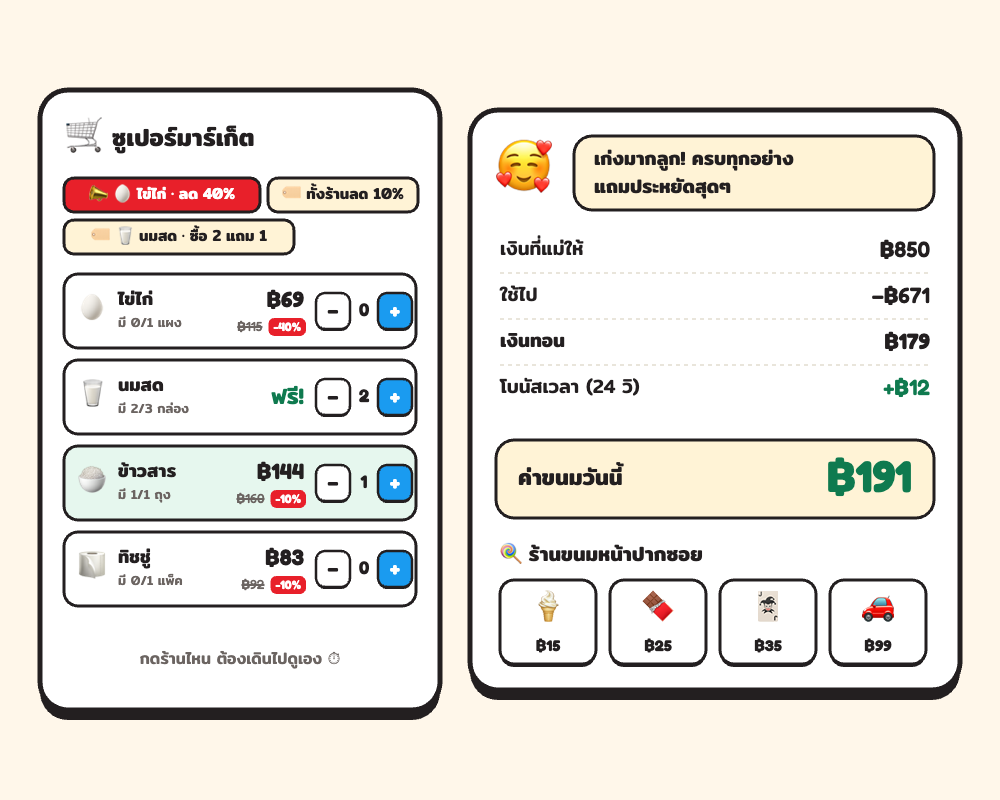 ซูเปอร์มาร์เก็ต
ไข่ไก่ · ลด 40%
ทั้งร้านลด 10%
นมสด · ซื้อ 2 แถม 1
ไข่ไก่
มี 0/1 แผง
฿69
฿115 -40%
− 0 +
นมสด
มี 2/3 กล่อง
ฟรี!
− 2 +
ข้าวสาร
มี 1/1 ถุง
฿144
฿160 -10%
− 1 +
ทิชชู่
มี 0/1 แพ็ค
฿83
฿92 -10%
− 0 +
กดร้านไหน ต้องเดินไปดูเอง ⏱
เก่งมากลูก! ครบทุกอย่าง
แถมประหยัดสุดๆ
เงินที่แม่ให้ ฿850
ใช้ไป −฿671
เงินทอน ฿179
โบนัสเวลา (24 วิ) +฿12
ค่าขนมวันนี้ ฿191
ร้านขนมหน้าปากซอย
฿15 ฿25 ฿35 ฿99